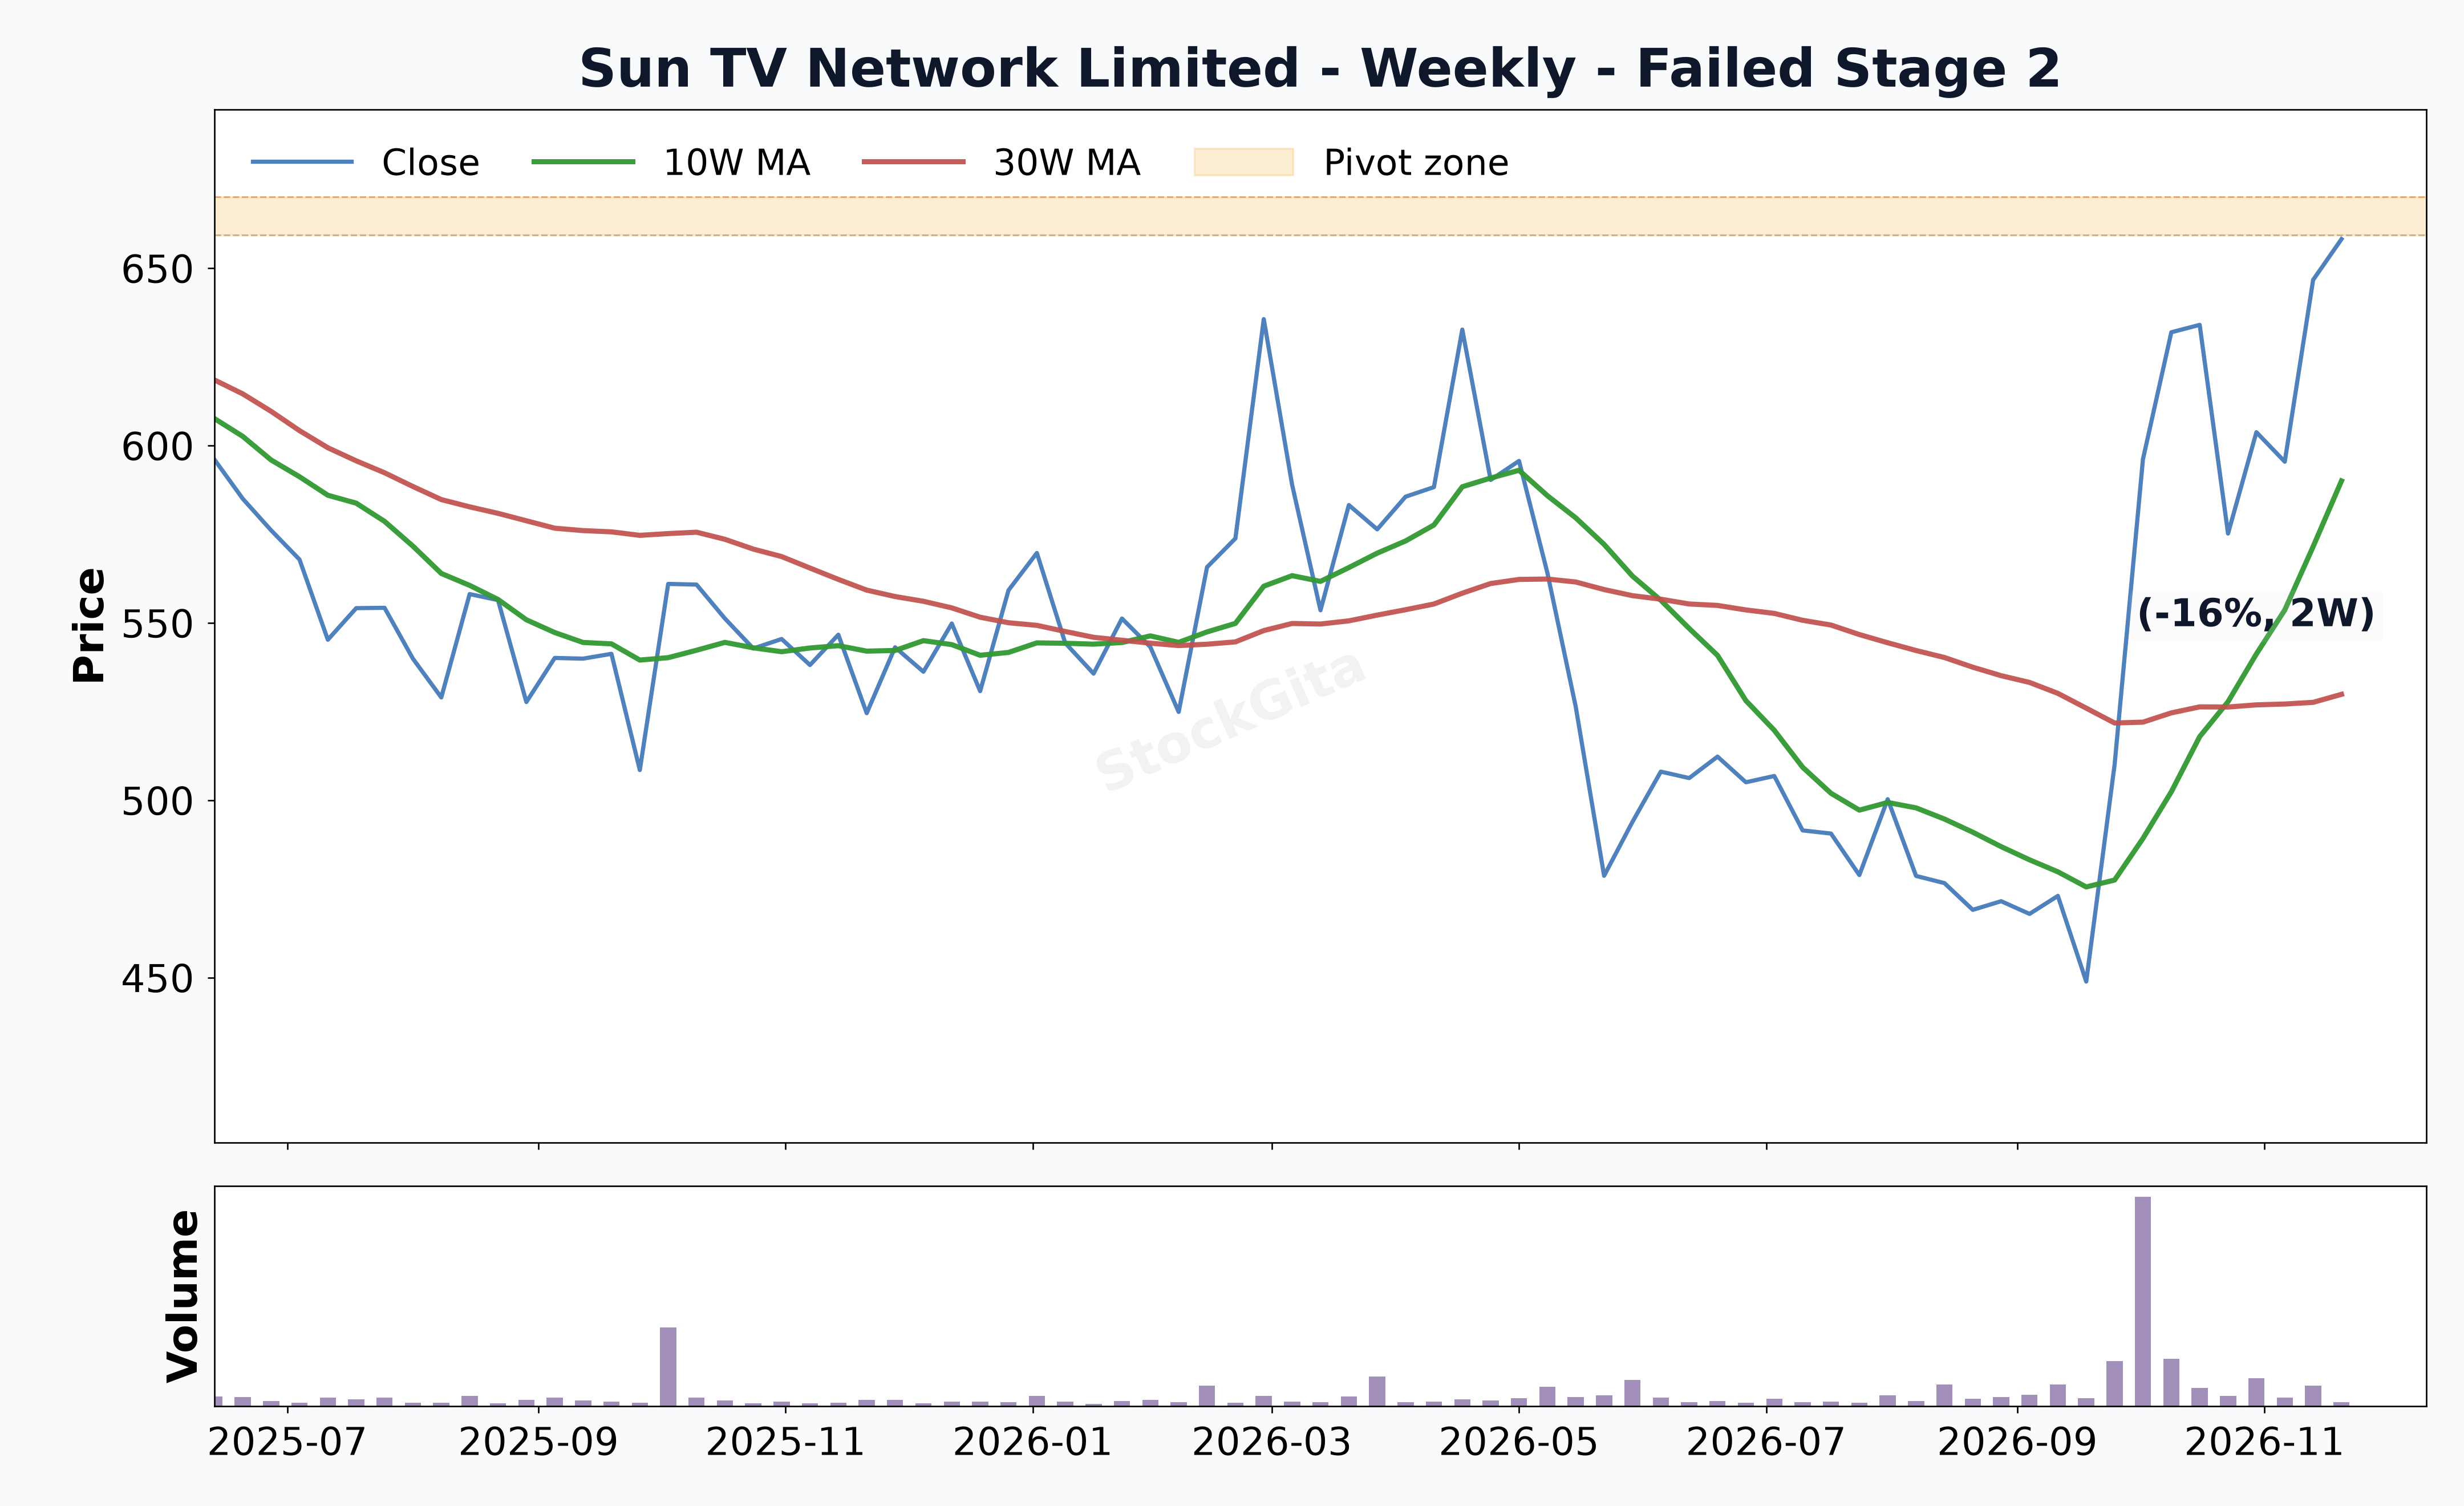 Sun TV Network Limited - Weekly - Failed Stage 2
Close
10W MA
30W MA
Pivot zone
Price
650
600
550
500
450
(-16%, 2W)
StockGita
Volume
2025-07
2025-09
2025-11
2026-01
2026-03
2026-05
2026-07
2026-09
2026-11